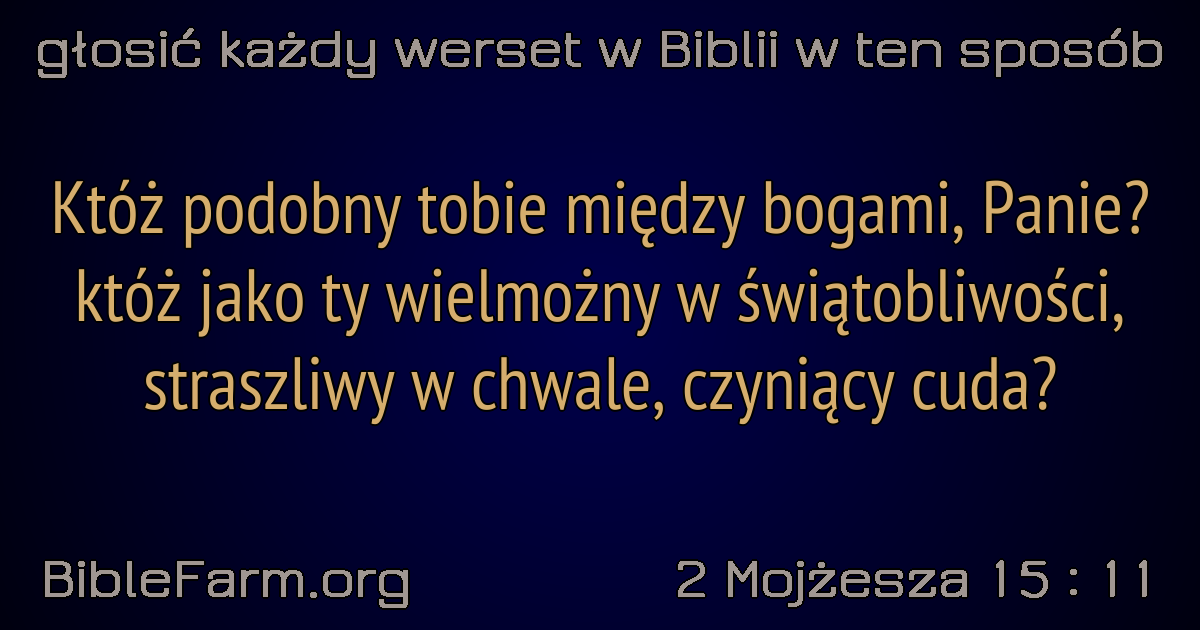 głosić każdy werset w Biblii w ten sposób
Któż podobny tobie między bogami, Panie?
któż jako ty wielmożny w świątobliwości,
straszliwy w chwale, czyniący cuda?
BibleFarm.org
2 Mojżesza 15 : 11